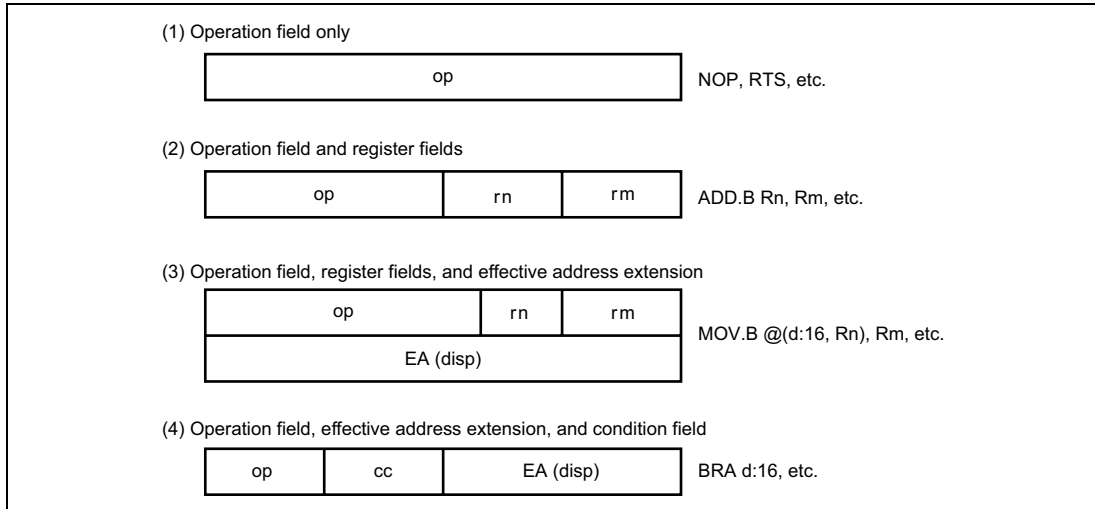 (1) Operation field only
op
NOP, RTS, etc.
(2) Operation field and register fields
op rn rm
ADD.B Rn, Rm, etc.
(3) Operation field, register fields, and effective address extension
op rn rm
EA (disp)
MOV.B @(d:16, Rn), Rm, etc.
(4) Operation field, effective address extension, and condition field
op cc EA (disp)
BRA d:16, etc.